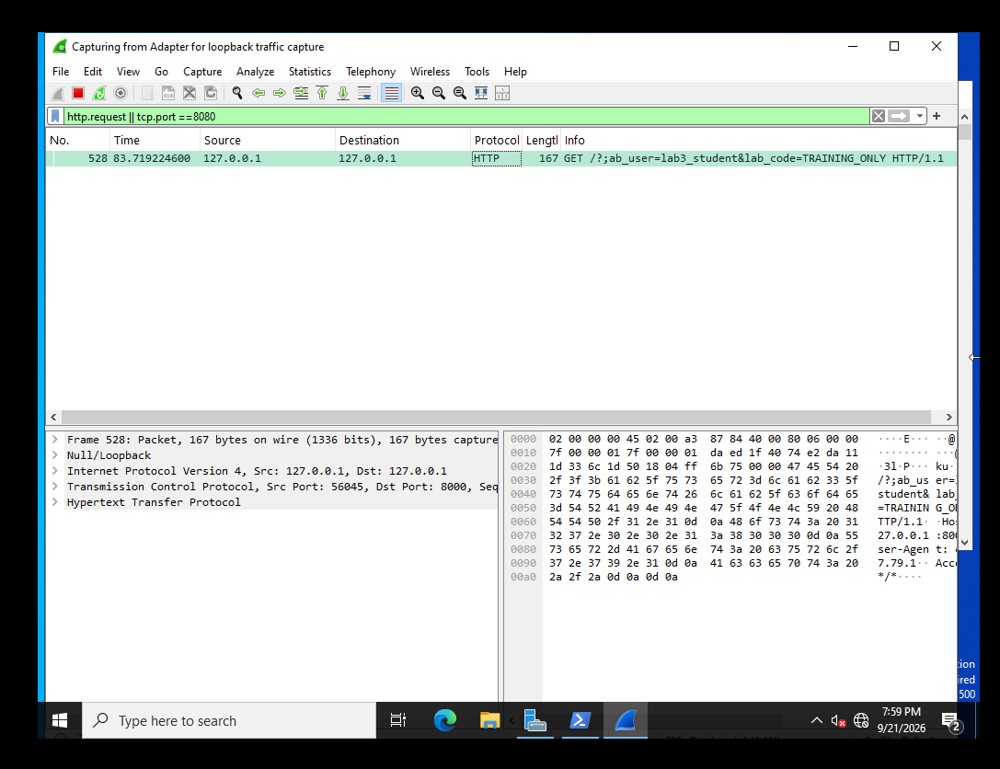 Capturing from Adapter for loopback traffic capture
File Edit View Go Capture Analyze Statistics Telephony Wireless Tools Help
http.request || tcp.port ==8080
No. Time Source Destination Protocol Lengtl Info
528 83.719224600 127.0.0.1 127.0.0.1 HTTP 167 GET /?;ab_user=lab3_student&lab_code=TRAINING_ONLY HTTP/1.1
Frame 528: Packet, 167 bytes on wire (1336 bits), 167 bytes capture
Null/Loopback
Internet Protocol Version 4, Src: 127.0.0.1, Dst: 127.0.0.1
Transmission Control Protocol, Src Port: 56045, Dst Port: 8000, Seq
Hypertext Transfer Protocol
0000 02 00 00 00 45 02 00 a3 87 84 40 00 80 06 00 00 ····E··· ··@
0010 7f 00 00 01 7f 00 00 01 da ed 1f 40 74 e2 da 11 ········ ···@
0020 1d 33 6c 1d 50 18 04 ff 6b 75 00 00 47 45 54 20 ·3l·P··· ku··
0030 2f 3f 3b 61 62 5f 75 73 65 72 3d 6c 61 62 33 5f /?;ab_us er=l
0040 73 74 75 64 65 6e 74 26 6c 61 62 5f 63 6f 64 65 student& lab_
0050 3d 54 52 41 49 4e 49 4e 47 5f 4f 4e 4c 59 20 48 =TRAININ G_O
0060 54 54 50 2f 31 2e 31 0d 0a 48 6f 73 74 3a 20 31 TTP/1.1· ·Ho
0070 32 37 2e 30 2e 30 2e 31 3a 38 30 30 30 0d 0a 55 27.0.0.1 :80
0080 73 65 72 2d 41 67 65 6e 74 3a 20 63 75 72 6c 2f ser-Agen t:
0090 37 2e 37 39 2e 31 0d 0a 41 63 63 65 70 74 3a 20 7.79.1·· Acc
00a0 2a 2f 2a 0d 0a 0d 0a */*····
tion
ired
500
Type here to search
7:59 PM
9/21/2026
2